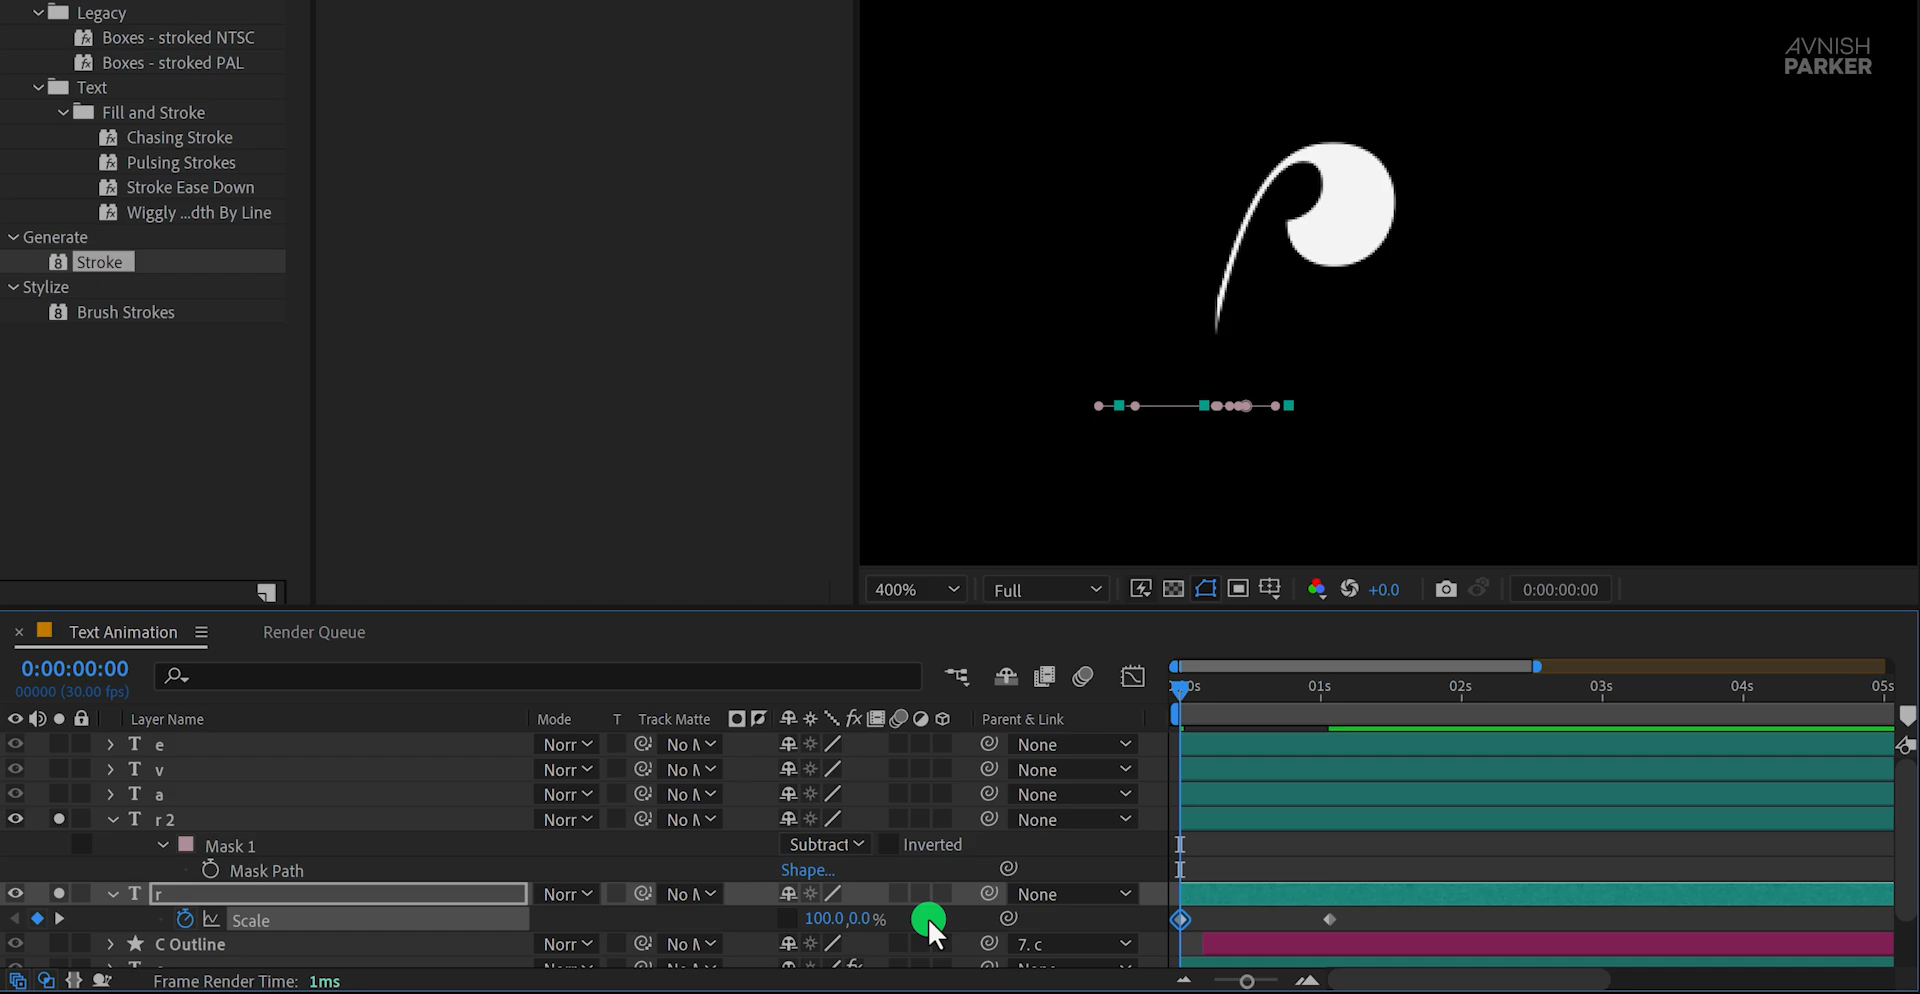 Legacy
Boxes - stroked NTSC
Boxes - stroked PAL
Text
Fill and Stroke
Chasing Stroke
Pulsing Strokes
Stroke Ease Down
Wiggly ...dth By Line
Generate
Stroke
Stylize
Brush Strokes
AVNISH
PARKER
400% Full +0.0 0:00:00:00
Text Animation Render Queue
0:00:00:00
00000 (30.00 fps)
0s 01s 02s 03s 04s 05s
Layer Name Mode T Track Matte Parent & Link
T e Norr No M None
T v Norr No M None
T a Norr No M None
T r 2 Norr No M None
Mask 1 Subtract Inverted
Mask Path Shape...
T r Norr No M None
Scale 100.0,0.0 %
C Outline Norr No M 7. c
Frame Render Time: 1ms